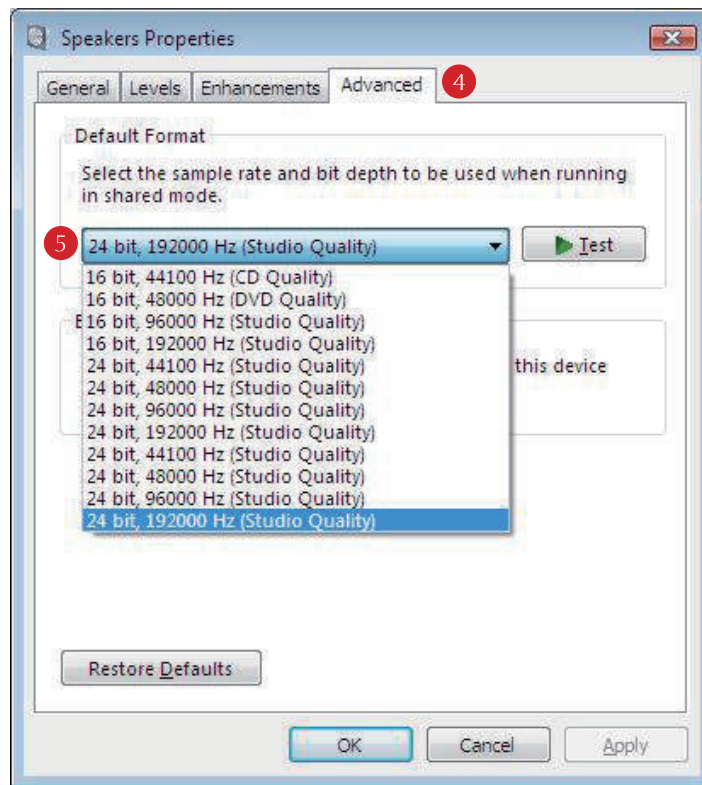 Speakers Properties
General Levels Enhancements Advanced 4
Default Format
Select the sample rate and bit depth to be used when running
in shared mode.
5 24 bit, 192000 Hz (Studio Quality) Test
16 bit, 44100 Hz (CD Quality)
16 bit, 48000 Hz (DVD Quality)
E 16 bit, 96000 Hz (Studio Quality)
16 bit, 192000 Hz (Studio Quality)
24 bit, 44100 Hz (Studio Quality) this device
24 bit, 48000 Hz (Studio Quality)
24 bit, 96000 Hz (Studio Quality)
24 bit, 192000 Hz (Studio Quality)
24 bit, 44100 Hz (Studio Quality)
24 bit, 48000 Hz (Studio Quality)
24 bit, 96000 Hz (Studio Quality)
24 bit, 192000 Hz (Studio Quality)
Restore Defaults
OK Cancel Apply